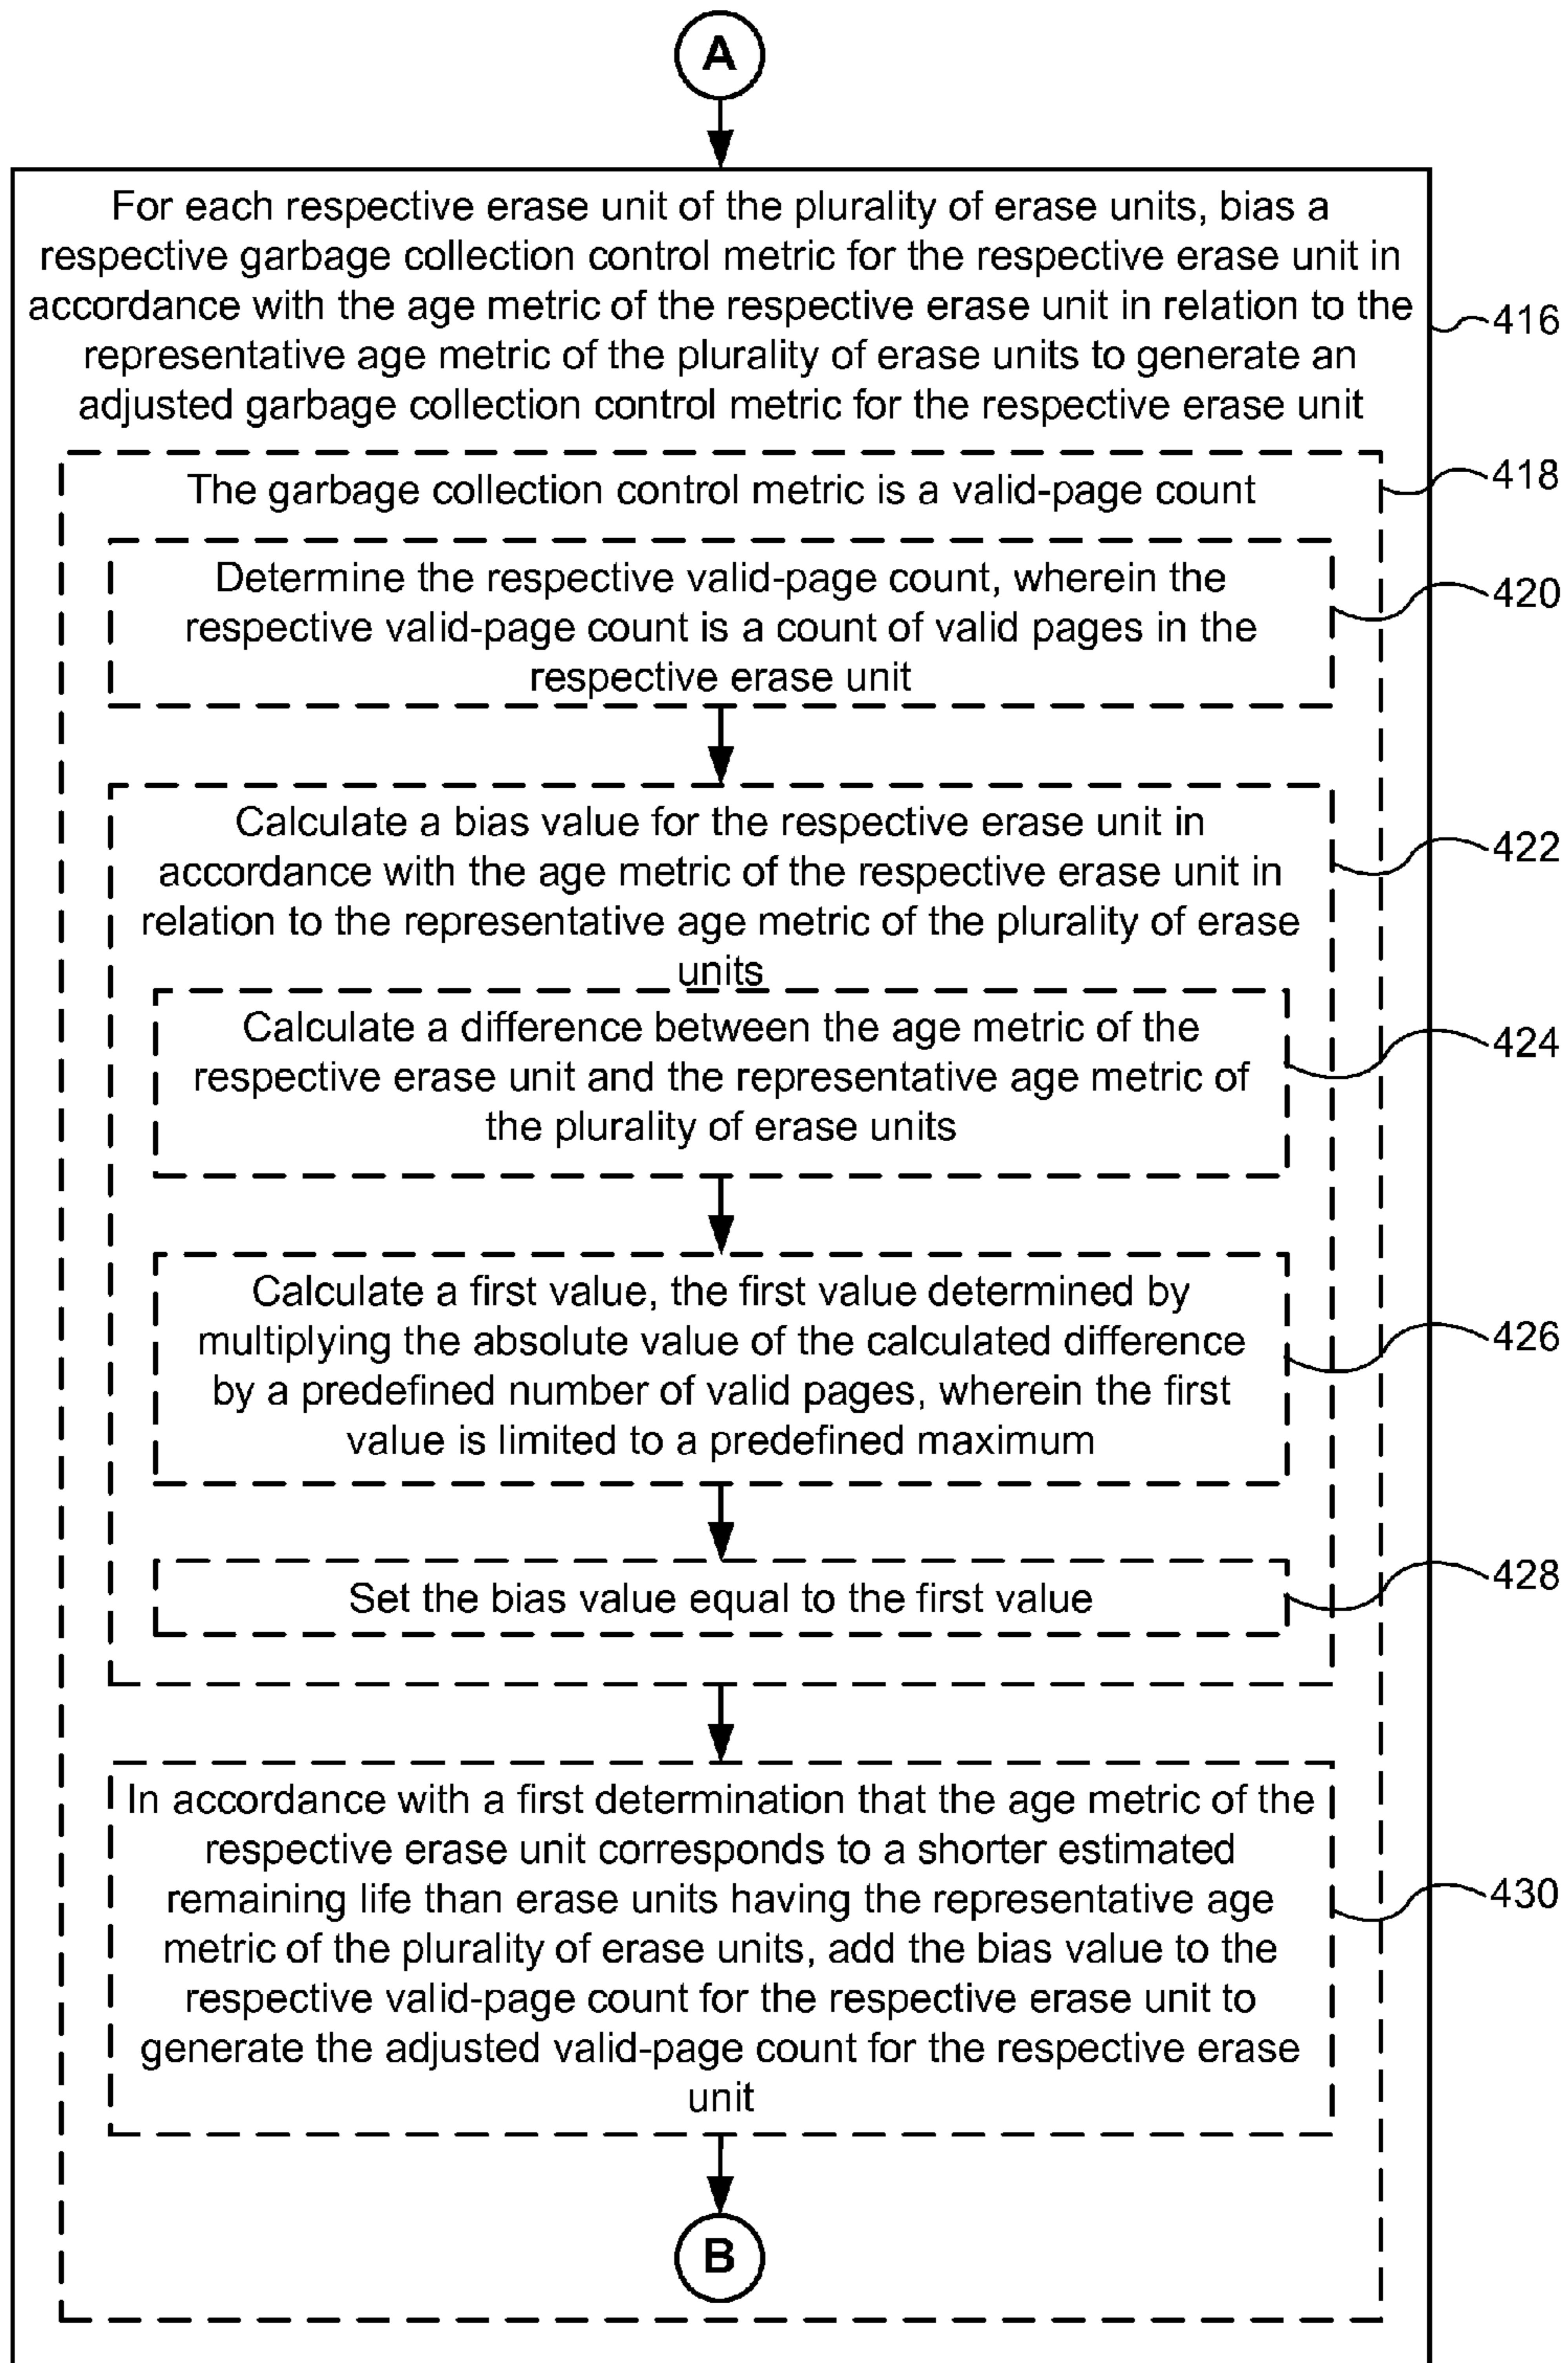 A
For each respective erase unit of the plurality of erase units, bias a
respective garbage collection control metric for the respective erase unit in
accordance with the age metric of the respective erase unit in relation to the
representative age metric of the plurality of erase units to generate an
adjusted garbage collection control metric for the respective erase unit
416
The garbage collection control metric is a valid-page count
418
Determine the respective valid-page count, wherein the
respective valid-page count is a count of valid pages in the
respective erase unit
420
Calculate a bias value for the respective erase unit in
accordance with the age metric of the respective erase unit in
relation to the representative age metric of the plurality of erase
units
422
Calculate a difference between the age metric of the
respective erase unit and the representative age metric of
the plurality of erase units
424
Calculate a first value, the first value determined by
multiplying the absolute value of the calculated difference
by a predefined number of valid pages, wherein the first
value is limited to a predefined maximum
426
Set the bias value equal to the first value
428
In accordance with a first determination that the age metric of the
respective erase unit corresponds to a shorter estimated
remaining life than erase units having the representative age
metric of the plurality of erase units, add the bias value to the
respective valid-page count for the respective erase unit to
generate the adjusted valid-page count for the respective erase
unit
430
B